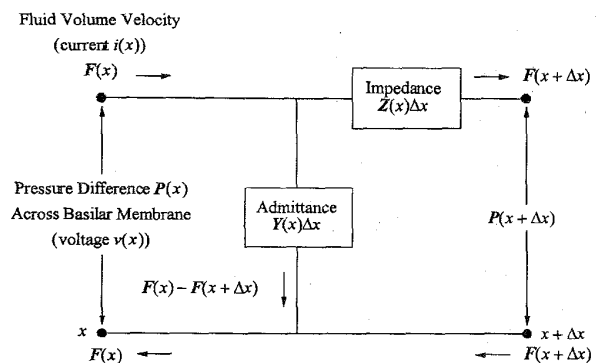 Fluid Volume Velocity
(current i(x))
F(x)
F(x + Δx)
Impedance
Z(x)Δx
Pressure Difference P(x)
Across Basilar Membrane
(voltage v(x))
Admittance
Y(x)Δx
P(x + Δx)
F(x) − F(x + Δx)
x
x + Δx
F(x)
F(x + Δx)